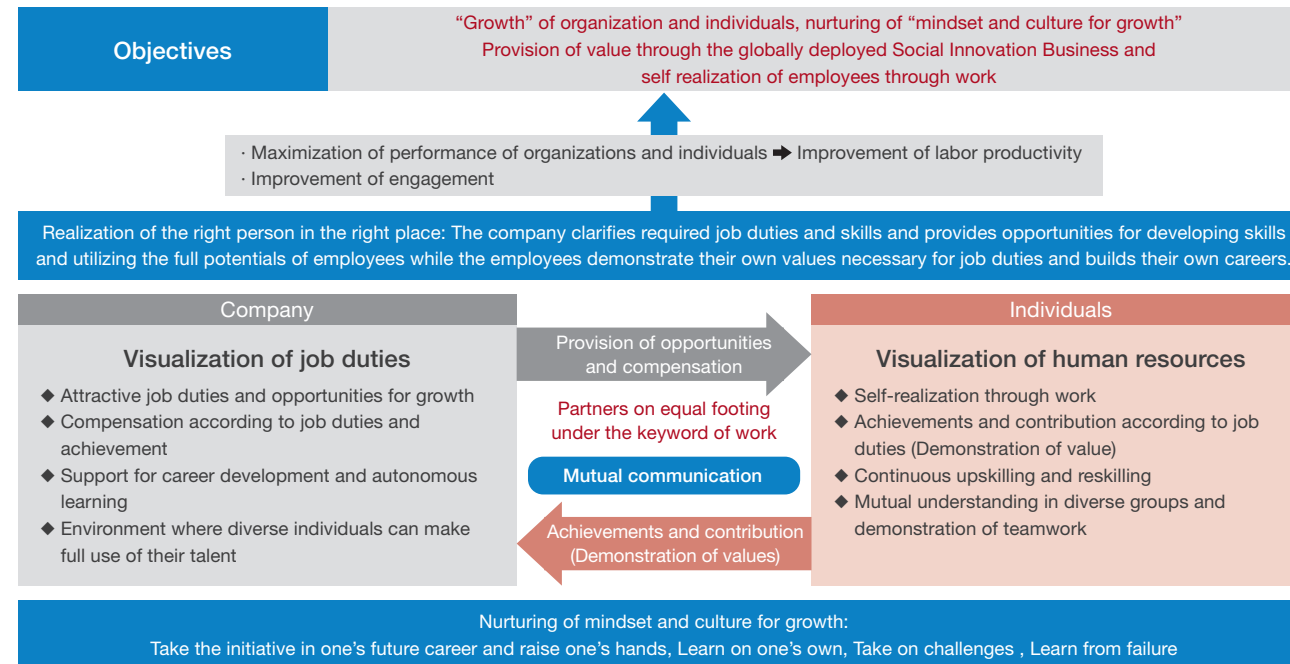 Objectives
“Growth” of organization and individuals, nurturing of “mindset and culture for growth”
Provision of value through the globally deployed Social Innovation Business and
self realization of employees through work
· Maximization of performance of organizations and individuals ➡ Improvement of labor productivity
· Improvement of engagement
Realization of the right person in the right place: The company clarifies required job duties and skills and provides opportunities for developing skills
and utilizing the full potentials of employees while the employees demonstrate their own values necessary for job duties and builds their own careers.
Company
Visualization of job duties
◆ Attractive job duties and opportunities for growth
◆ Compensation according to job duties and
achievement
◆ Support for career development and autonomous
learning
◆ Environment where diverse individuals can make
full use of their talent
Provision of opportunities
and compensation
Partners on equal footing
under the keyword of work
Mutual communication
Achievements and contribution
(Demonstration of values)
Individuals
Visualization of human resources
◆ Self-realization through work
◆ Achievements and contribution according to job
duties (Demonstration of value)
◆ Continuous upskilling and reskilling
◆ Mutual understanding in diverse groups and
demonstration of teamwork
Nurturing of mindset and culture for growth:
Take the initiative in one’s future career and raise one’s hands, Learn on one’s own, Take on challenges , Learn from failure